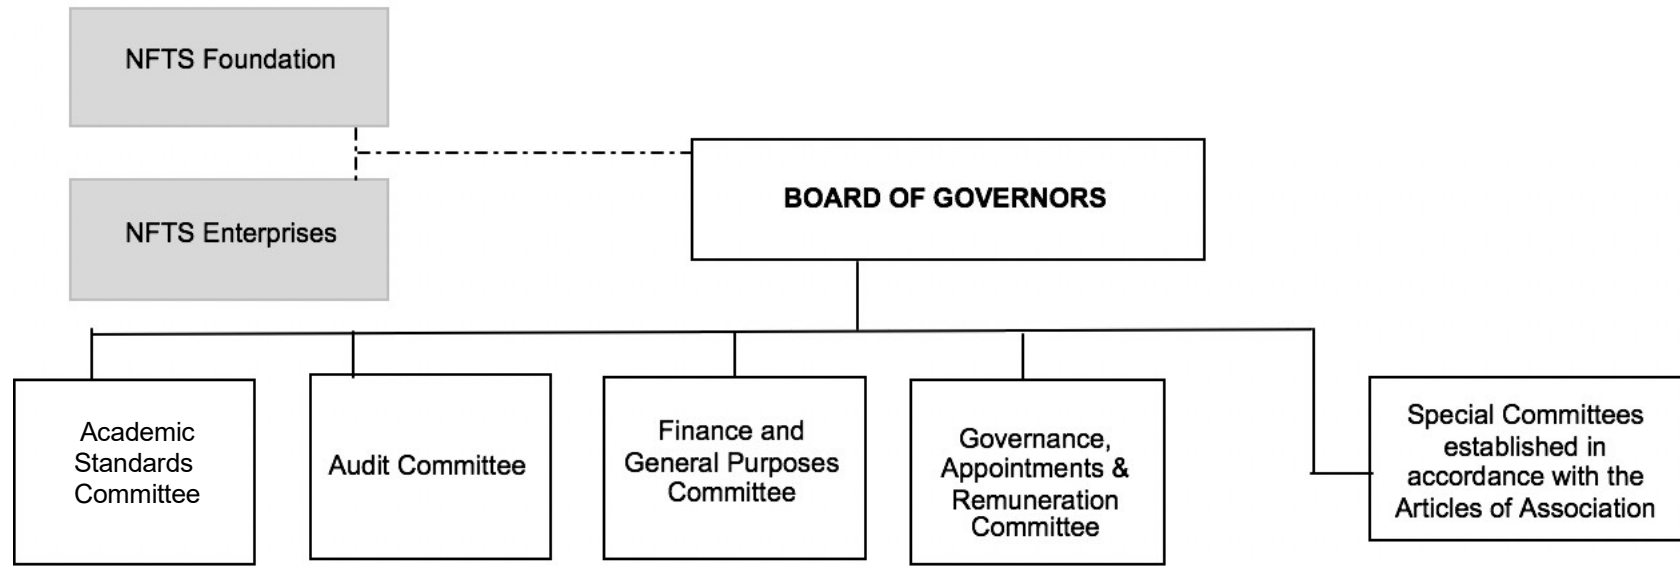 NFTS Foundation
NFTS Enterprises
BOARD OF GOVERNORS
Academic
Standards
Committee
Audit Committee
Finance and
General Purposes
Committee
Governance,
Appointments &
Remuneration
Committee
Special Committees
established in
accordance with the
Articles of Association